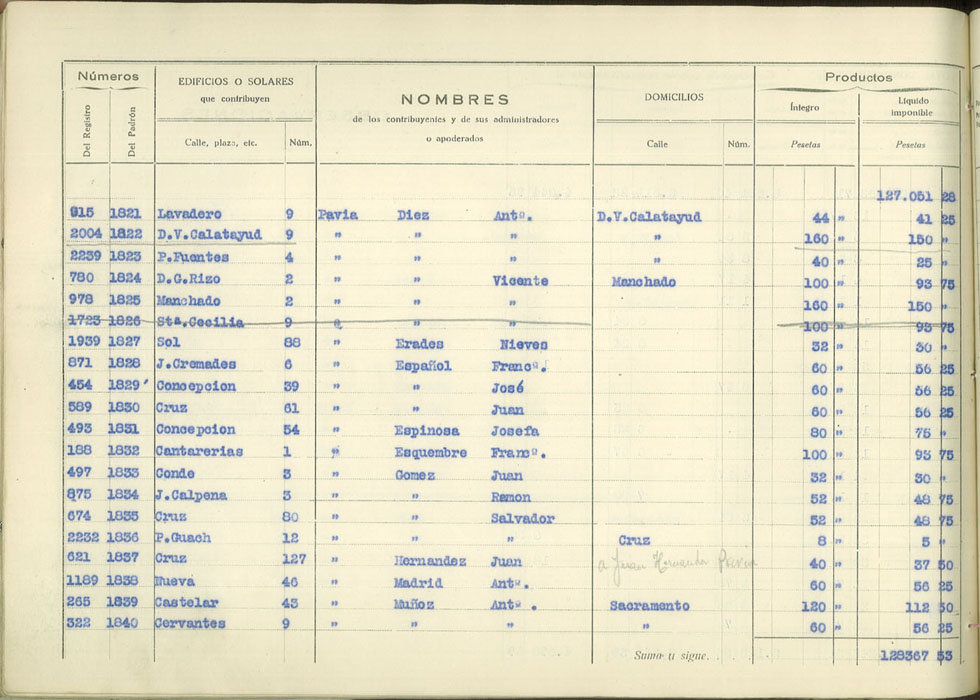 Números EDIFICIOS O SOLARES que contribuyen NOMBRES de los contribuyentes y de sus administradores o apoderados DOMICILIOS Productos
Del Registro Del Padrón Calle, plaza, etc. Núm. Calle Núm. Íntegro Pesetas Líquido imponible Pesetas
127.051 28
915 1821 Lavadero 9 Pavia Diez Antº. D.V.Calatayud 44 " 41 25
2004 1822 D.V.Calatayud 9 " " " " 160 " 150 "
2239 1823 P.Fuentes 4 " " " " 40 " 25 "
780 1824 D.G.Rizo 2 " " Vicente Manchado 100 " 93 75
978 1825 Manchado 2 " " " 160 " 150 "
1723 1826 Stª.Cecilia 9 " " 100 " 93 75
1939 1827 Sol 88 " Erades Nieves 32 " 30 "
871 1828 J.Cremades 6 " Español Francº. 60 " 56 25
454 1829 ' Concepcion 39 " " José 60 " 56 25
589 1830 Cruz 61 " " Juan 60 " 56 25
493 1831 Concepcion 54 " Espinosa Josefa 80 " 75 "
188 1832 Cantarerias 1 " Esquembre Francº. 100 " 93 75
497 1833 Conde 3 " Gomez Juan 32 " 30 "
875 1834 J.Calpena 3 " " Ramon 52 " 48 75
674 1835 Cruz 80 " " Salvador 52 " 48 75
2232 1836 P.Guach 12 " " " Cruz 8 " 5 "
621 1837 Cruz 127 " Hernandez Juan a Juan Hernandez Pavia 40 " 37 50
1189 1838 Nueva 46 " Madrid Antº. 60 " 56 25
265 1839 Castelar 43 " Muñoz Antº . Sacramento 120 " 112 50
322 1840 Cervantes 9 " " " " 60 " 56 25
Suma y sigue. 128367 53